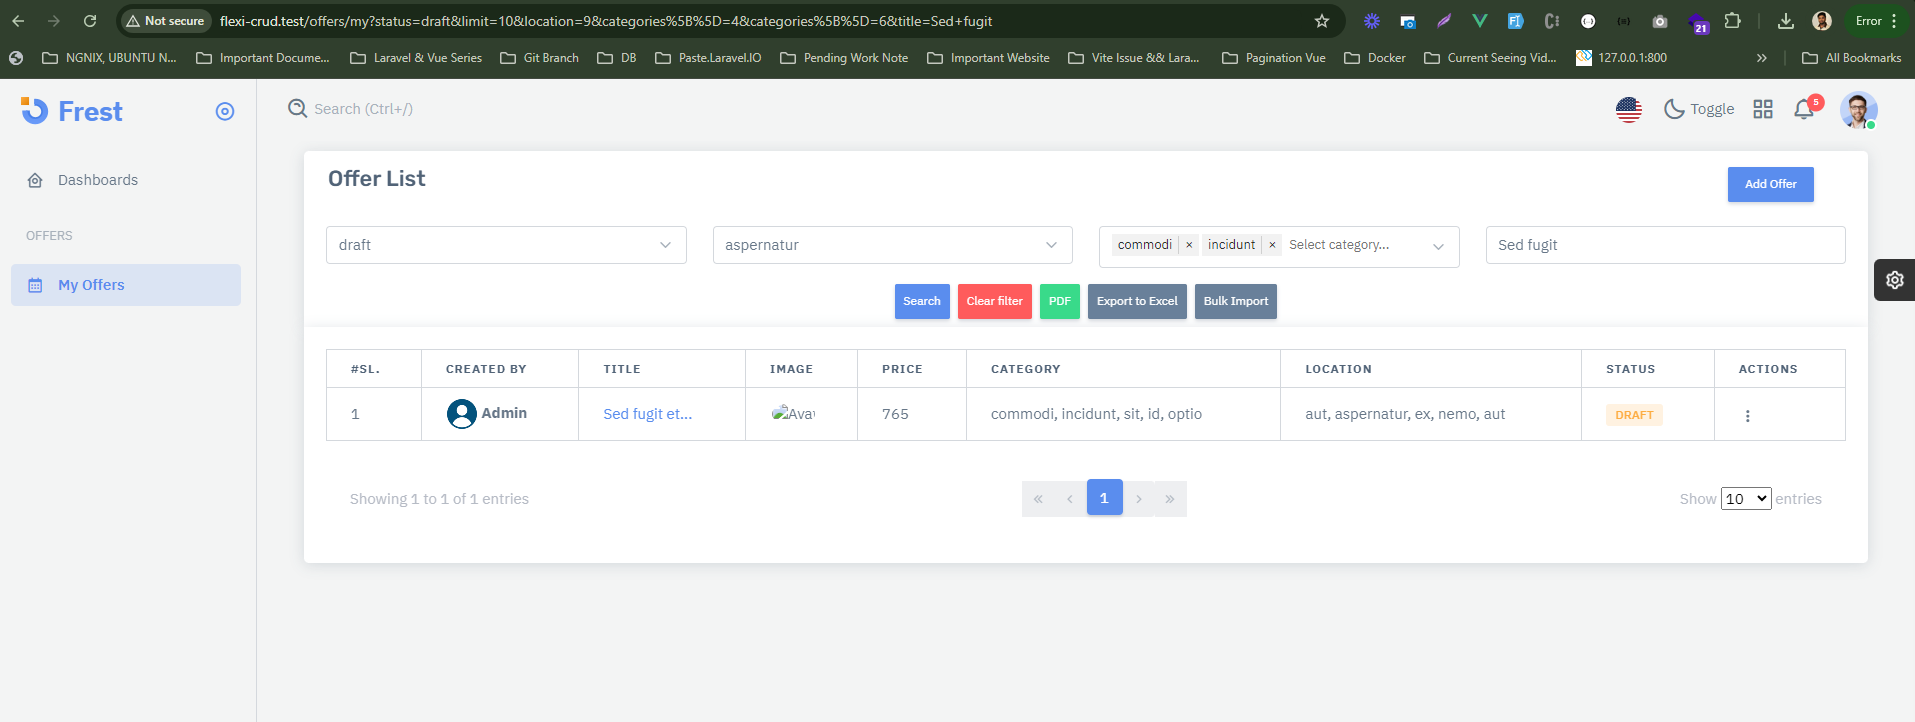 Not secure flexi-crud.test/offers/my?status=draft&limit=10&location=9&categories%5B%5D=4&categories%5B%5D=6&title=Sed+fugit 21 Error
NGNIX, UBUNTU N... Important Docume... Laravel & Vue Series Git Branch DB Paste.Laravel.IO Pending Work Note Important Website Vite Issue && Lara... Pagination Vue Docker Current Seeing Vid... 127.0.0.1:800 » All Bookmarks
Frest
Search (Ctrl+/)
Toggle
5
Dashboards
OFFERS
My Offers
Offer List
Add Offer
draft aspernatur commodi × incidunt × Select category... Sed fugit
Search Clear filter PDF Export to Excel Bulk Import
#SL. CREATED BY TITLE IMAGE PRICE CATEGORY LOCATION STATUS ACTIONS
1 Admin Sed fugit et... 765 commodi, incidunt, sit, id, optio aut, aspernatur, ex, nemo, aut DRAFT
Showing 1 to 1 of 1 entries « ‹ 1 › » Show 10 entries